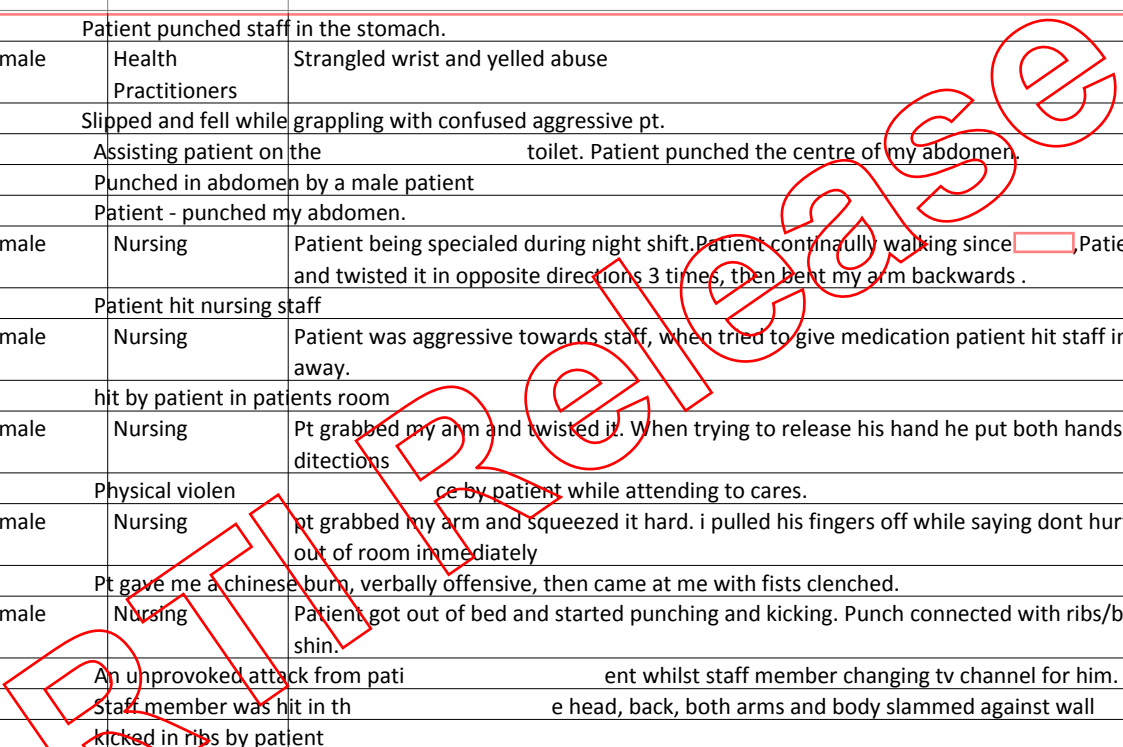 Patient punched staff in the stomach.
male Health Strangled wrist and yelled abuse
Practitioners
Slipped and fell while grappling with confused aggressive pt.
Assisting patient on the toilet. Patient punched the centre of my abdomen.
Punched in abdomen by a male patient
Patient - punched my abdomen.
male Nursing Patient being specialed during night shift.Patient continaully walking since ,Patie
and twisted it in opposite directions 3 times, then bent my arm backwards .
Patient hit nursing staff
male Nursing Patient was aggressive towards staff, when tried to give medication patient hit staff in
away.
hit by patient in patients room
male Nursing Pt grabbed my arm and twisted it. When trying to release his hand he put both hands
ditections
Physical violen ce by patient while attending to cares.
male Nursing pt grabbed my arm and squeezed it hard. i pulled his fingers off while saying dont hur
out of room immediately
Pt gave me a chinese burn, verbally offensive, then came at me with fists clenched.
male Nursing Patient got out of bed and started punching and kicking. Punch connected with ribs/b
shin.
An unprovoked attack from pati ent whilst staff member changing tv channel for him.
Staff member was hit in th e head, back, both arms and body slammed against wall
kicked in ribs by patient
RTI Release